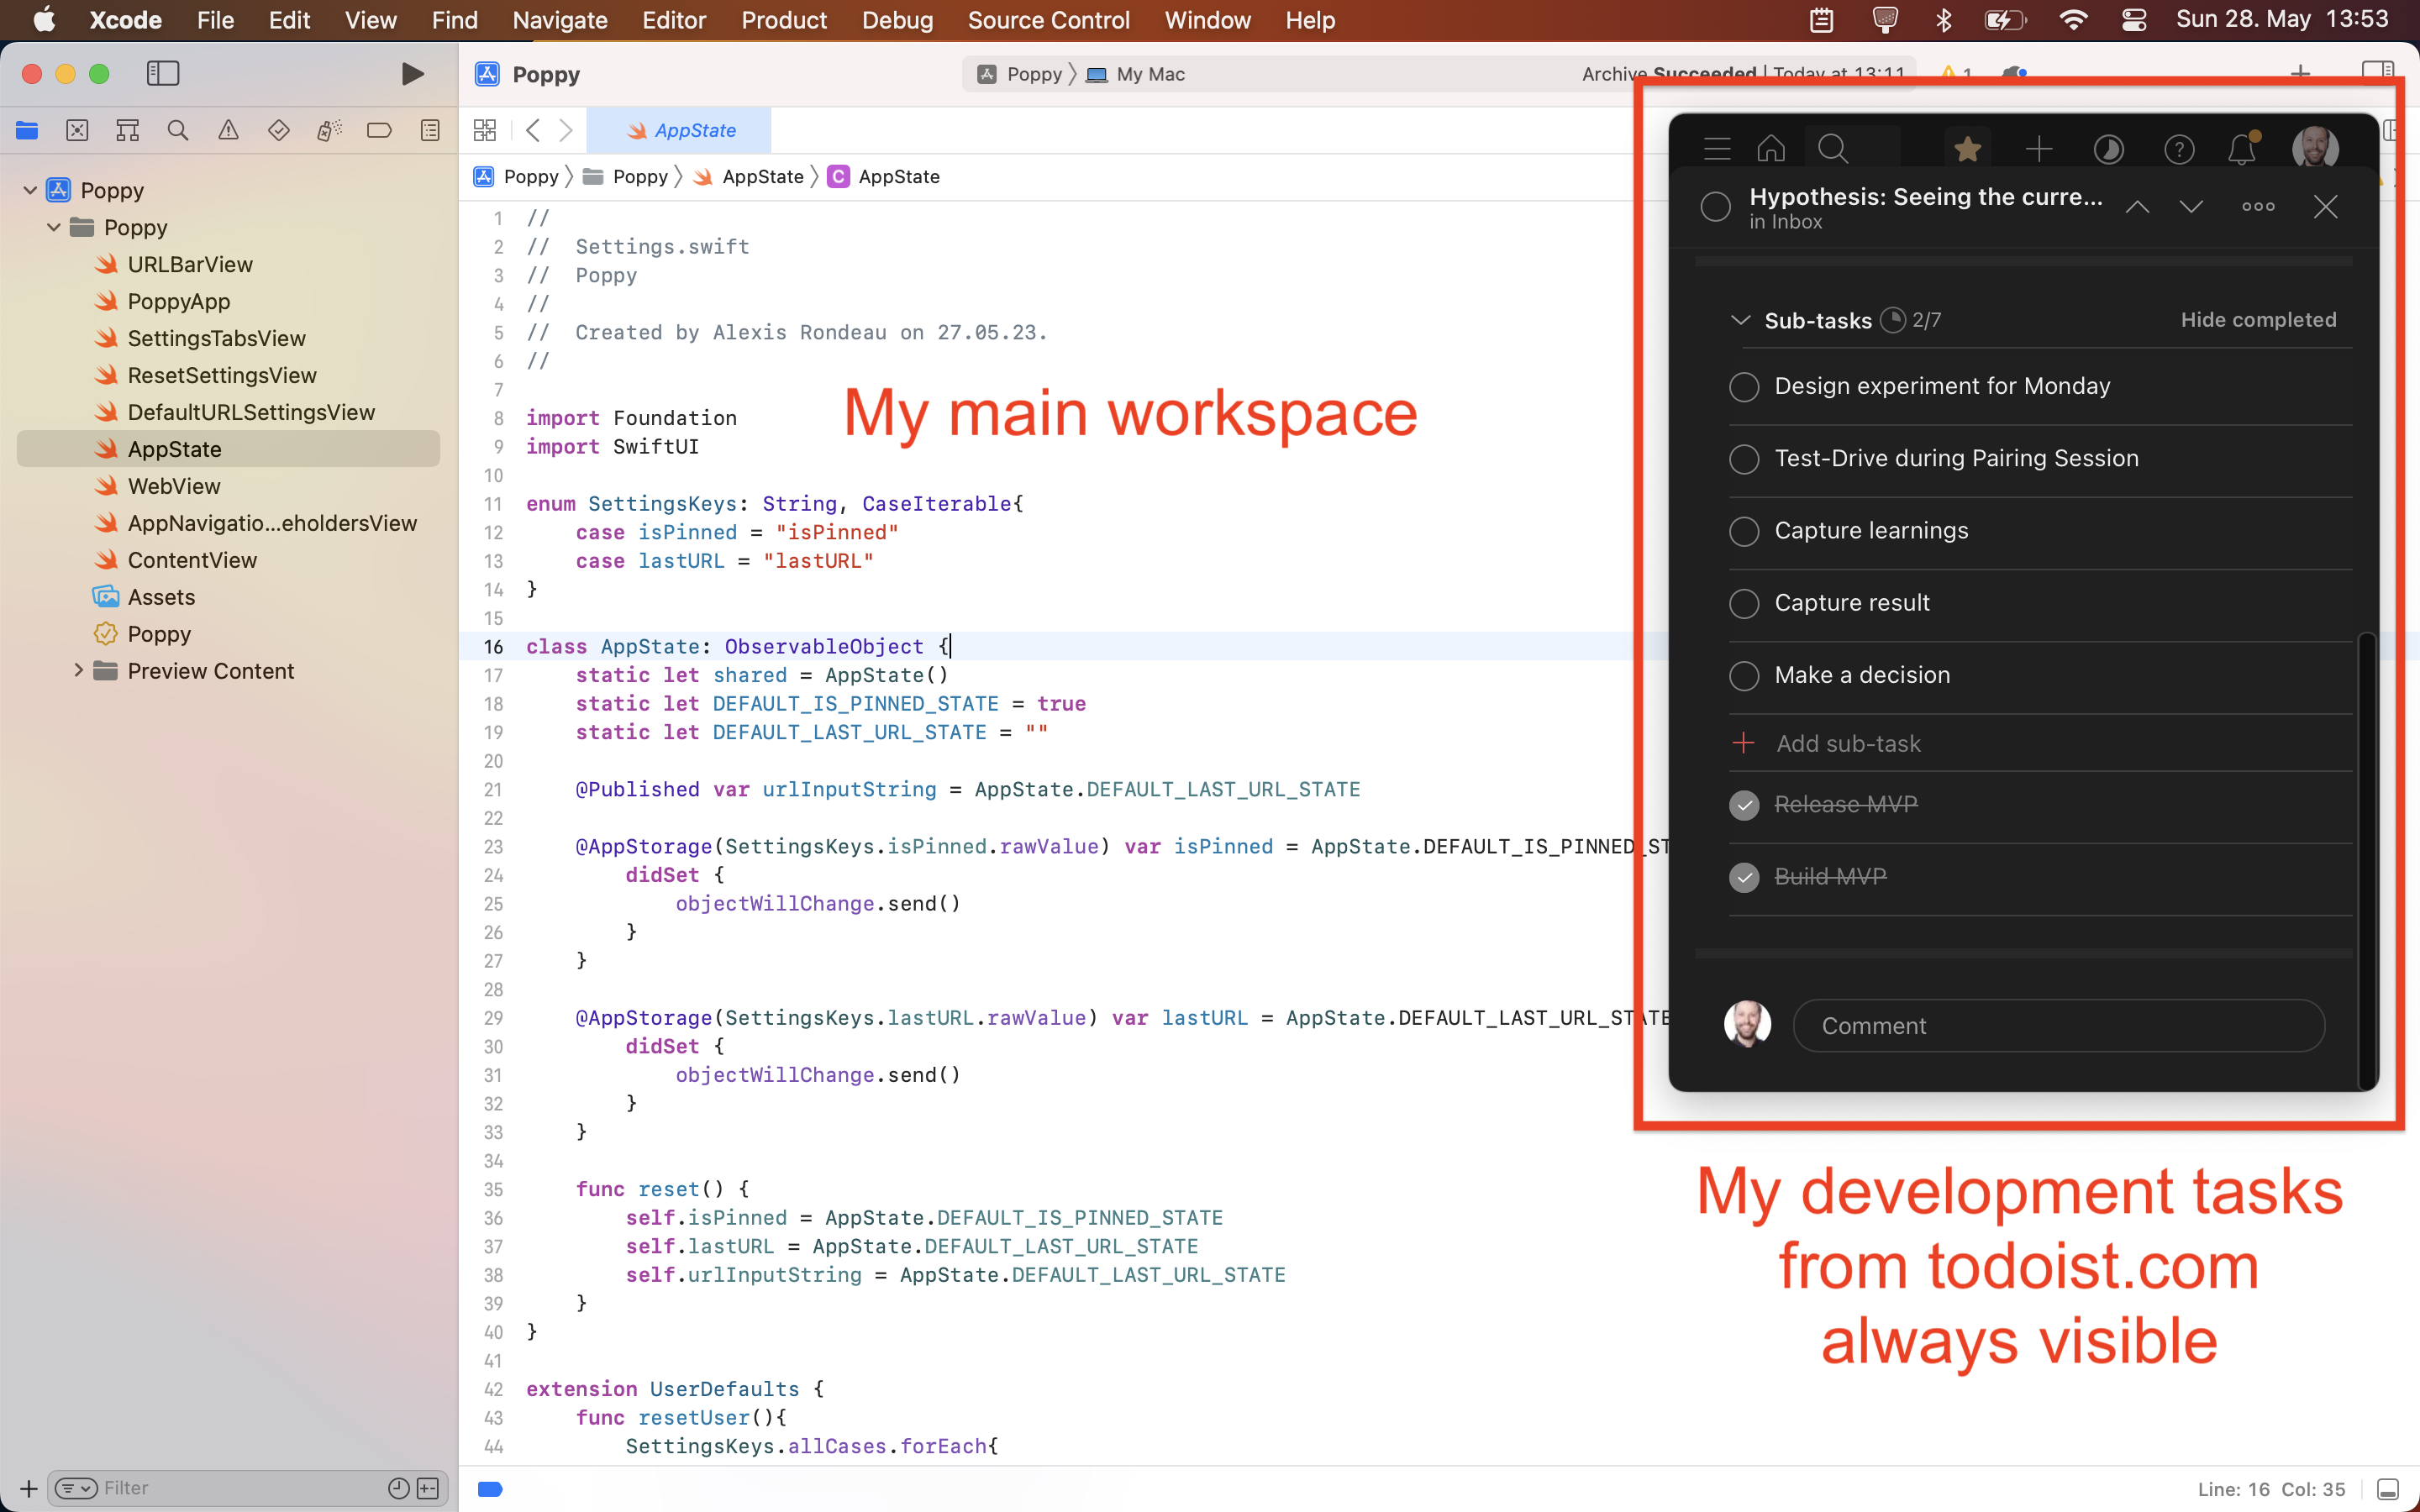 Xcode File Edit View Find Navigate Editor Product Debug Source Control Window Help Sun 28. May 13:53
Poppy
Poppy My Mac
Archive Succeeded | Today at 13:11 1
AppState
Poppy Poppy AppState C AppState
Poppy
Poppy
URLBarView
PoppyApp
SettingsTabsView
ResetSettingsView
DefaultURLSettingsView
AppState
WebView
AppNavigatio...eholdersView
ContentView
Assets
Poppy
Preview Content
Filter
1 //
2 //  Settings.swift
3 //  Poppy
4 //
5 //  Created by Alexis Rondeau on 27.05.23.
6 //
7
8 import Foundation
9 import SwiftUI
10
11 enum SettingsKeys: String, CaseIterable{
12     case isPinned = "isPinned"
13     case lastURL = "lastURL"
14 }
15
16 class AppState: ObservableObject {
17     static let shared = AppState()
18     static let DEFAULT_IS_PINNED_STATE = true
19     static let DEFAULT_LAST_URL_STATE = ""
20
21     @Published var urlInputString = AppState.DEFAULT_LAST_URL_STATE
22
23     @AppStorage(SettingsKeys.isPinned.rawValue) var isPinned = AppState.DEFAULT_IS_PINNED_ST
24         didSet {
25             objectWillChange.send()
26         }
27     }
28
29     @AppStorage(SettingsKeys.lastURL.rawValue) var lastURL = AppState.DEFAULT_LAST_URL_STATE
30         didSet {
31             objectWillChange.send()
32         }
33     }
34
35     func reset() {
36         self.isPinned = AppState.DEFAULT_IS_PINNED_STATE
37         self.lastURL = AppState.DEFAULT_LAST_URL_STATE
38         self.urlInputString = AppState.DEFAULT_LAST_URL_STATE
39     }
40 }
41
42 extension UserDefaults {
43     func resetUser(){
44         SettingsKeys.allCases.forEach{
Line: 16 Col: 35
My main workspace
Hypothesis: Seeing the curre...
in Inbox
Sub-tasks 2/7 Hide completed
Design experiment for Monday
Test-Drive during Pairing Session
Capture learnings
Capture result
Make a decision
Add sub-task
Release MVP
Build MVP
Comment
My development tasks
from todoist.com
always visible